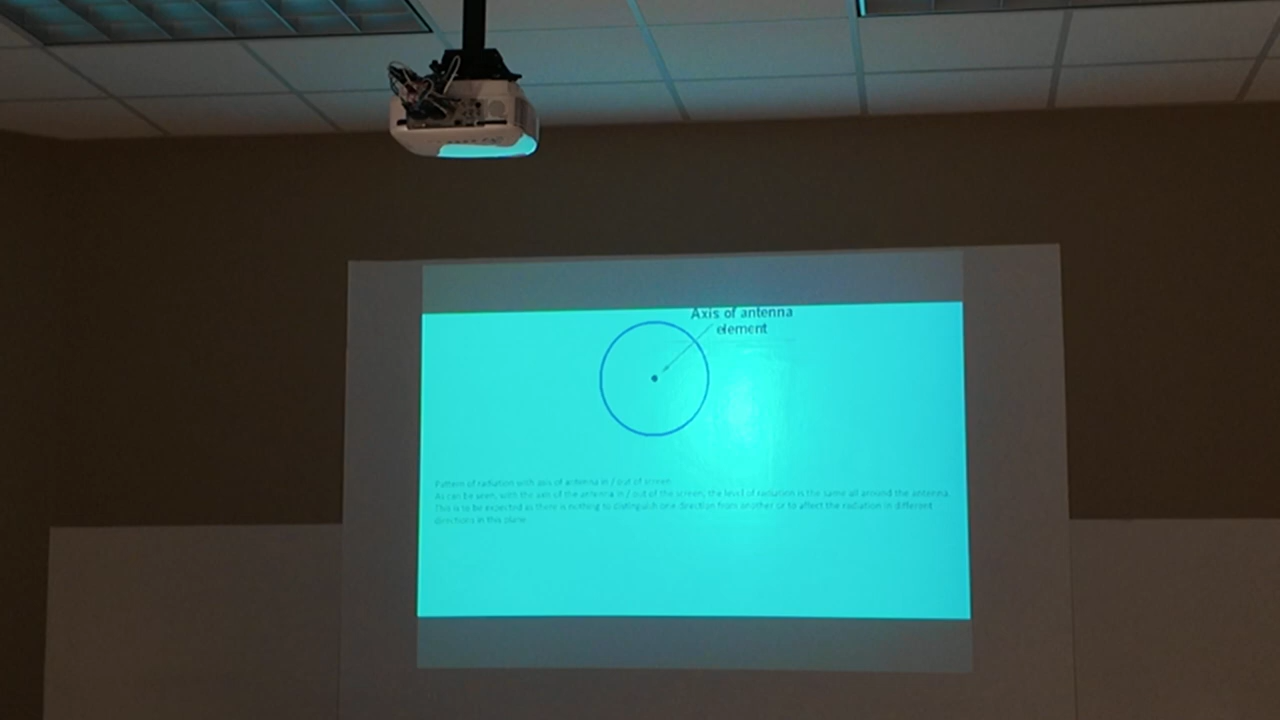 Axis of antenna
element
Pattern of radiation with axis of antenna in / out of screen
As can be seen, with the axis of the antenna in / out of the screen, the level of radiation is the same all around the antenna.
This is to be expected as there is nothing to distinguish one direction from another or to affect the radiation in different
directions in this plane.